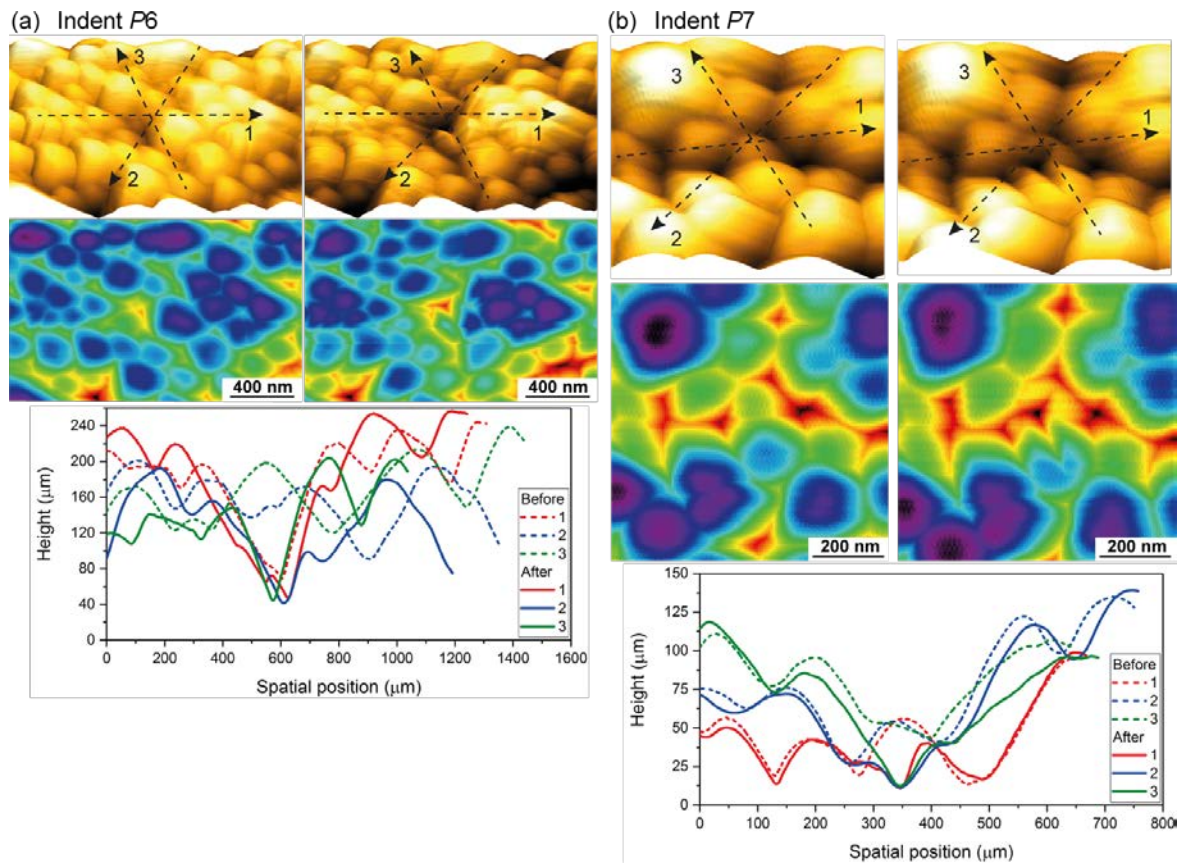 (a) Indent P6
3
1
2
3
1
2
400 nm
400 nm
240
200
160
120
80
40
0
Height (μm)
Before
1
2
3
After
1
2
3
0 200 400 600 800 1000 1200 1400 1600
Spatial position (μm)
(b) Indent P7
3
1
2
3
1
2
200 nm
200 nm
150
125
100
75
50
25
0
Height (μm)
Before
1
2
3
After
1
2
3
0 100 200 300 400 500 600 700 800
Spatial position (μm)